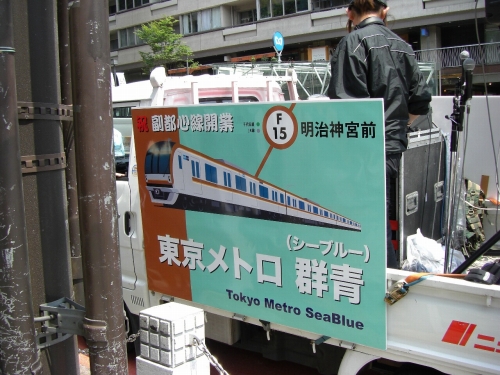 祝 副都心線開業
F
15
明治神宮前
(シーブルー)
東京メトロ 群青
Tokyo Metro SeaBlue